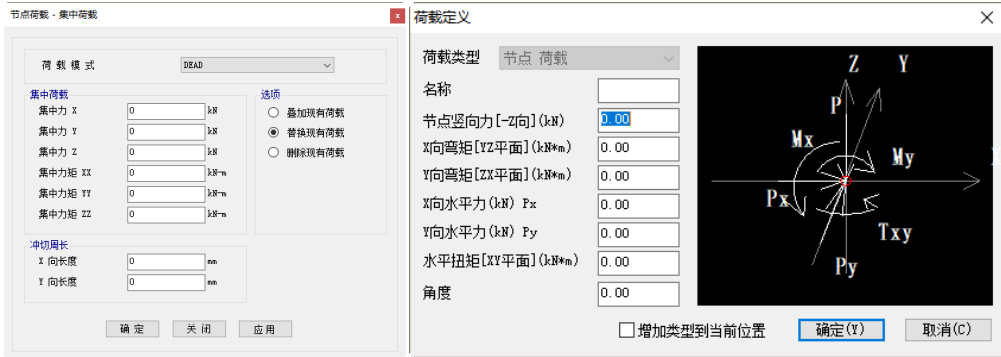 节点荷载 - 集中荷载
x
荷 载 模 式 DEAD
集中荷载
集中力 X 0 kN
集中力 Y 0 kN
集中力 Z 0 kN
集中力矩 XX 0 kN-m
集中力矩 YY 0 kN-m
集中力矩 ZZ 0 kN-m
选项
叠加现有荷载
替换现有荷载
删除现有荷载
冲切周长
X 向长度 0 mm
Y 向长度 0 mm
确 定 关 闭 应 用
荷载定义
荷载类型 节点 荷载
名称
节点竖向力[-Z向](kN) 0.00
X向弯矩[YZ平面](kN*m) 0.00
Y向弯矩[ZX平面](kN*m) 0.00
X向水平力(kN) Px 0.00
Y向水平力(kN) Py 0.00
水平扭矩[XY平面](kN*m) 0.00
角度 0.00
Z Y
P
Mx
My
X
Px
Txy
Py
增加类型到当前位置 确定(Y) 取消(C)